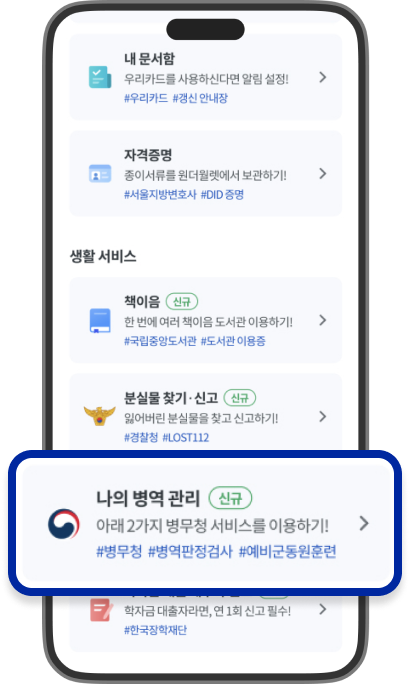 내 문서함
우리카드를 사용하신다면 알림 설정!
#우리카드 #갱신 안내장
자격증명
종이서류를 원더월렛에서 보관하기!
#서울지방변호사 #DID 증명
생활 서비스
책이음 신규
한 번에 여러 책이음 도서관 이용하기!
#국립중앙도서관 #도서관 이용증
분실물 찾기·신고 신규
잃어버린 분실물을 찾고 신고하기!
#경찰청 #LOST112
나의 병역 관리 신규
아래 2가지 병무청 서비스를 이용하기!
#병무청 #병역판정검사 #예비군동원훈련
학자금 대출자라면, 연 1회 신고 필수!
#한국장학재단